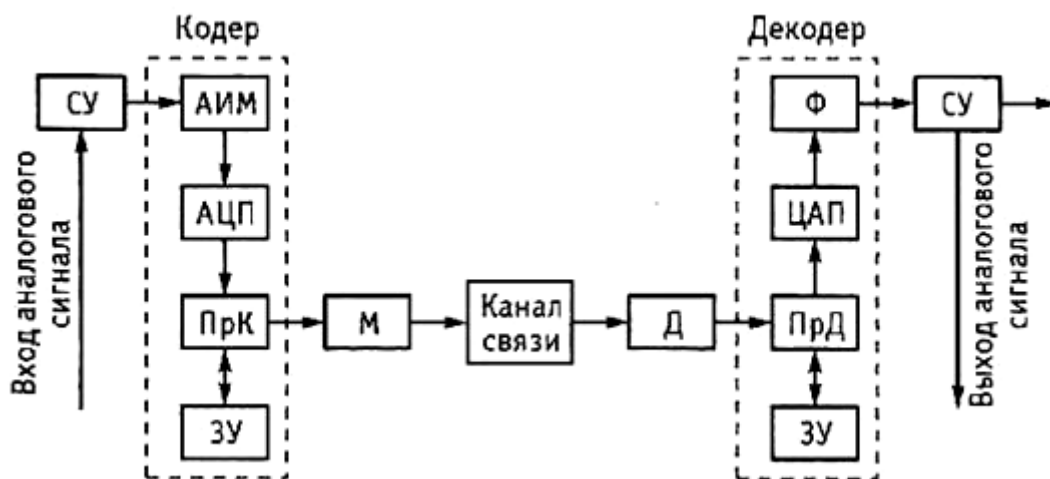 Кодер
Декодер
СУ
АИМ
Ф
СУ
Вход аналогового
сигнала
АЦП
ЦАП
Выход аналогового
сигнала
ПрК
М
Канал
связи
Д
ПрД
ЗУ
ЗУ